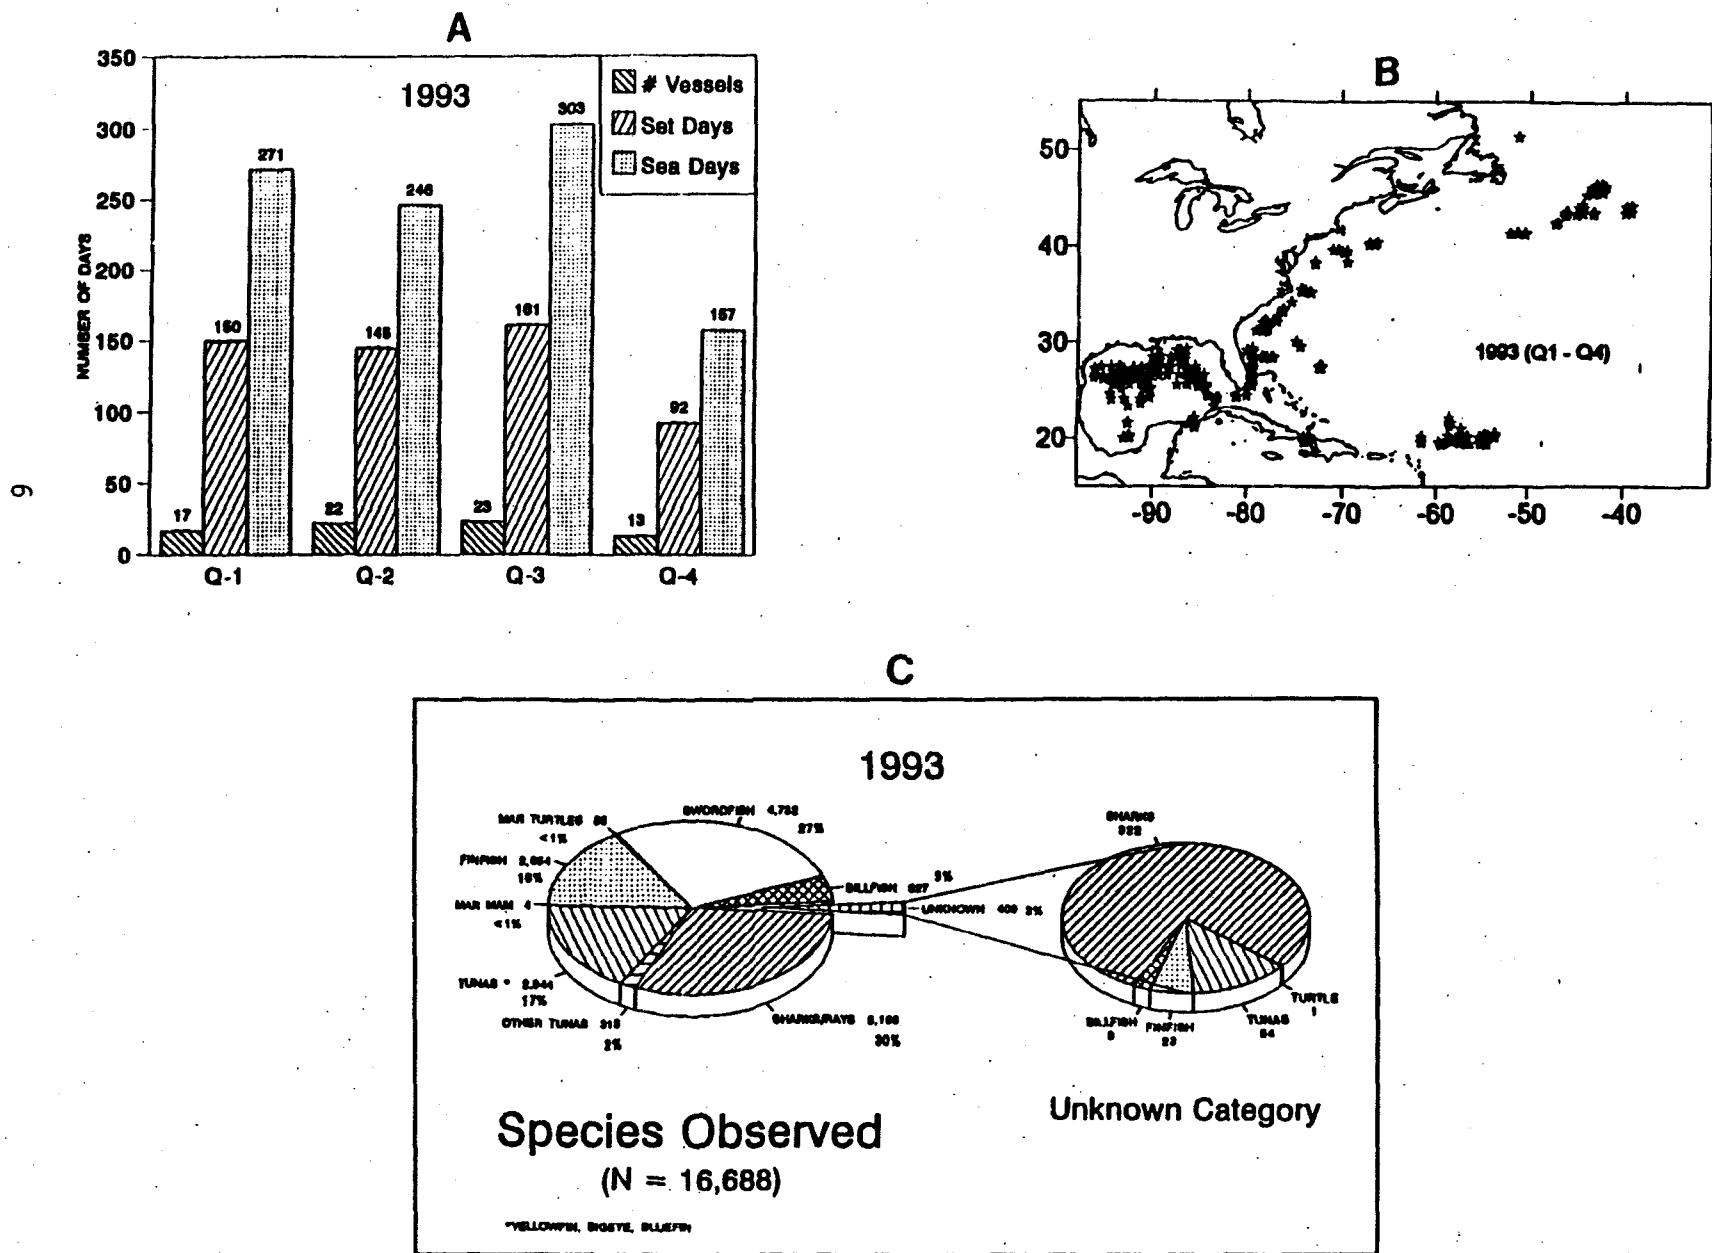 A
350
300
250
200
150
100
50
0
NUMBER OF DAYS
1993
# Vessels
Set Days
Sea Days
17
150
271
22
145
246
23
161
303
13
92
157
Q-1
Q-2
Q-3
Q-4
6
B
50
40
30
20
1993 (Q1 - Q4)
-90
-80
-70
-60
-50
-40
C
1993
SWORDFISH
27%
MAR TURTLES
<1%
FINFISH
MAR MAM 4
<1%
TUNAS *
17%
OTHER TUNAS
2%
SHARKS/RAYS
30%
BILLFISH
3%
UNKNOWN
SHARKS
322
TURTLE
1
TUNAS
54
FINFISH
23
BILLFISH
Species Observed
(N = 16,688)
Unknown Category
*YELLOWFIN, BIGEYE, BLUEFIN